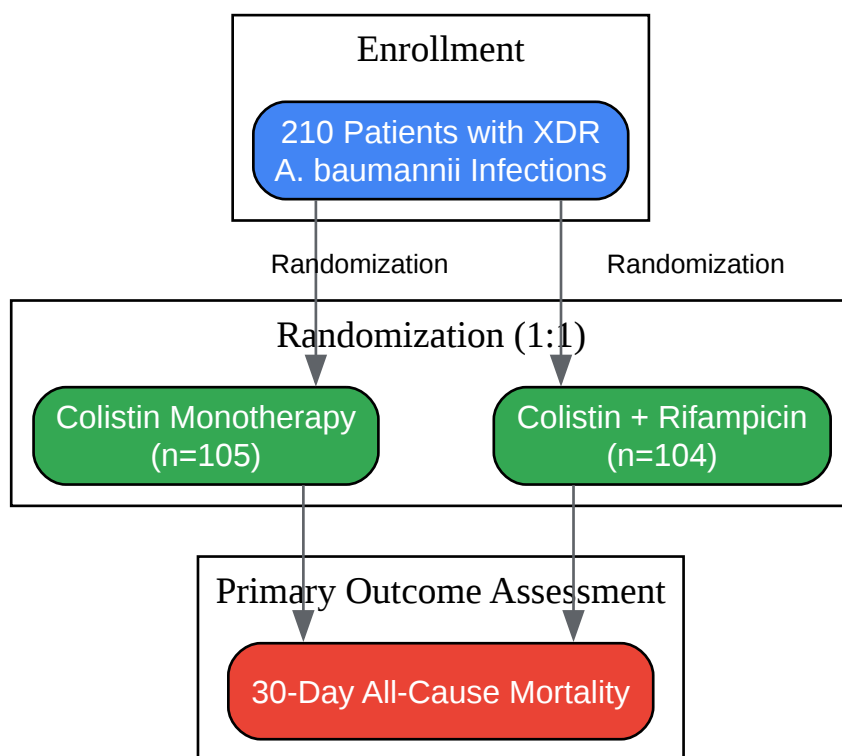 Enrollment
210 Patients with XDR
A. baumannii Infections
Randomization
Randomization
Randomization (1:1)
Colistin Monotherapy
(n=105)
Colistin + Rifampicin
(n=104)
Primary Outcome Assessment
30-Day All-Cause Mortality